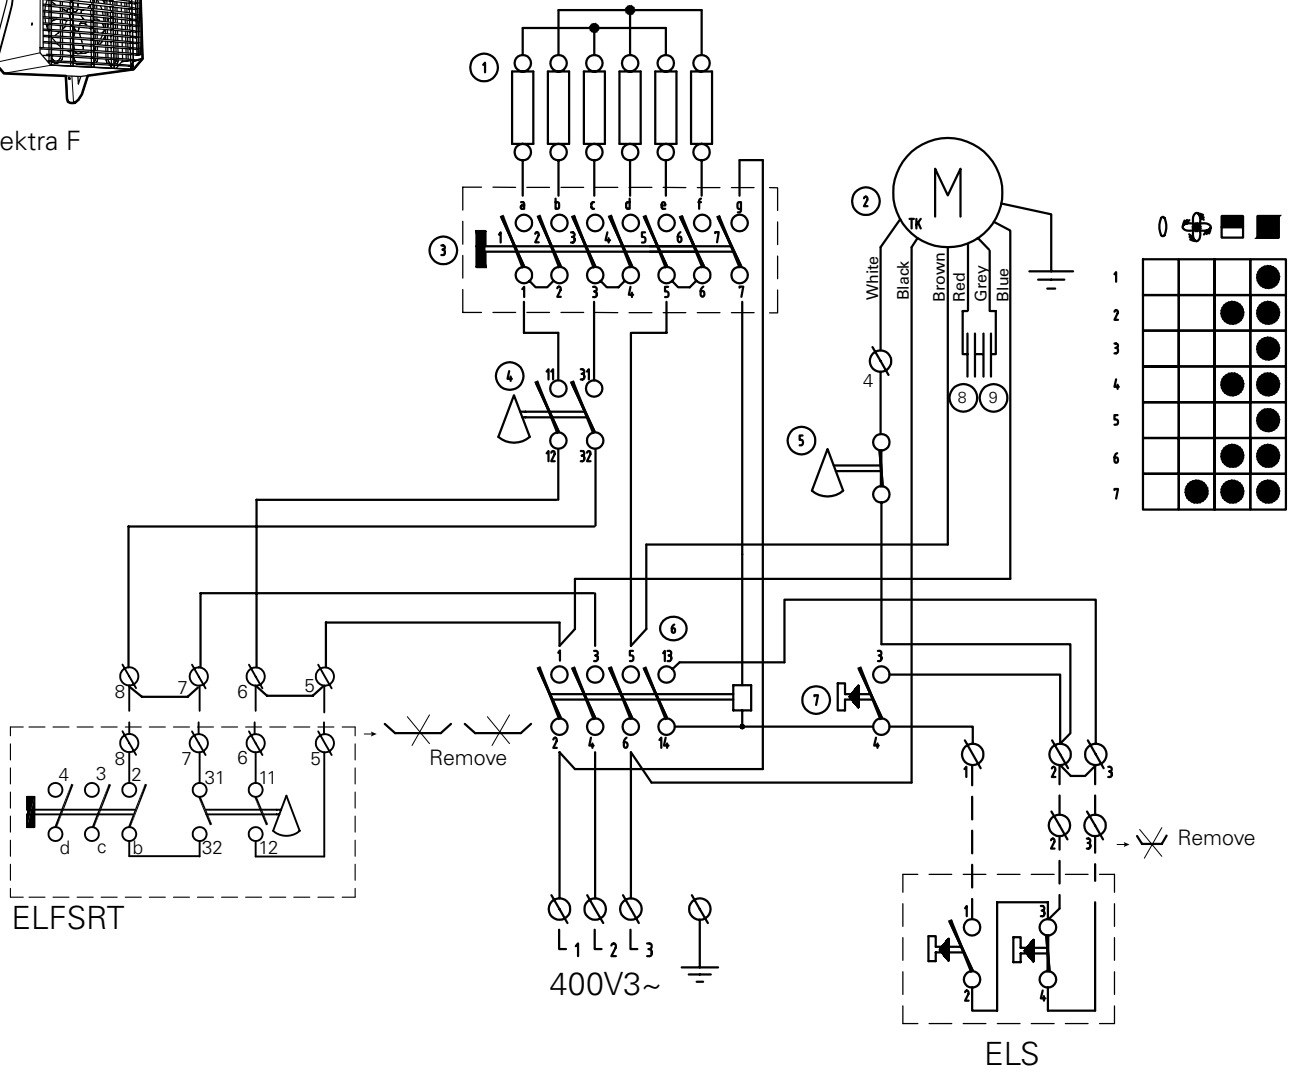 ektra F
1
a b c d e f g
1 2 3 4 5 6 7
3
1 2 3 4 5 6 7
2
M
TK
White
Black
Brown
Red
Grey
Blue
4
8 9
1
2
3
4
5
6
7
4
11 31
12 32
5
6
1 3 5 13
2 4 6 14
7
3
4
8 7 6 5
8 7 6 5
4 3 2 31 11
d c b 32 12
ELFSRT
Remove
1 2 3
2 3
Remove
1 3
2 4
ELS
L1 L2 L3
400V3~